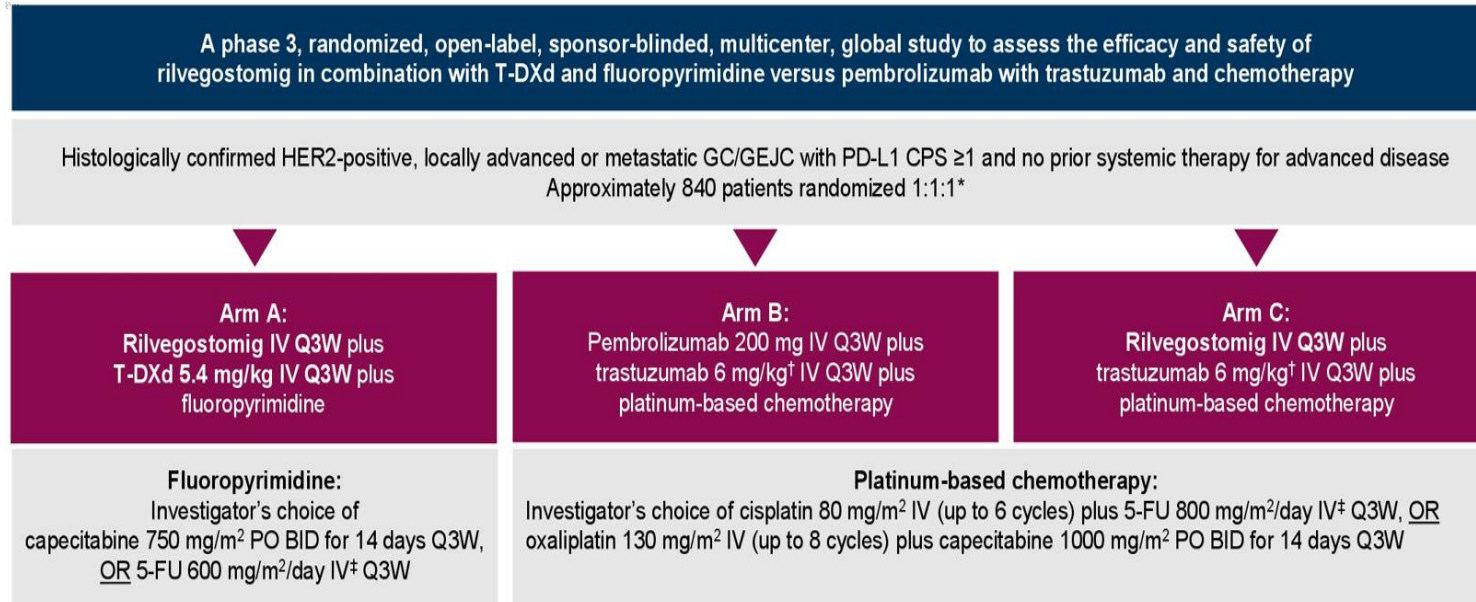 A phase 3, randomized, open-label, sponsor-blinded, multicenter, global study to assess the efficacy and safety of
rilvegostomig in combination with T-DXd and fluoropyrimidine versus pembrolizumab with trastuzumab and chemotherapy
Histologically confirmed HER2-positive, locally advanced or metastatic GC/GEJC with PD-L1 CPS ≥1 and no prior systemic therapy for advanced disease
Approximately 840 patients randomized 1:1:1*
Arm A:
Rilvegostomig IV Q3W plus
T-DXd 5.4 mg/kg IV Q3W plus
fluoropyrimidine
Arm B:
Pembrolizumab 200 mg IV Q3W plus
trastuzumab 6 mg/kg† IV Q3W plus
platinum-based chemotherapy
Arm C:
Rilvegostomig IV Q3W plus
trastuzumab 6 mg/kg† IV Q3W plus
platinum-based chemotherapy
Fluoropyrimidine:
Investigator's choice of
capecitabine 750 mg/m² PO BID for 14 days Q3W,
OR 5-FU 600 mg/m²/day IV‡ Q3W
Platinum-based chemotherapy:
Investigator's choice of cisplatin 80 mg/m² IV (up to 6 cycles) plus 5-FU 800 mg/m²/day IV‡ Q3W, OR
oxaliplatin 130 mg/m² IV (up to 8 cycles) plus capecitabine 1000 mg/m² PO BID for 14 days Q3W